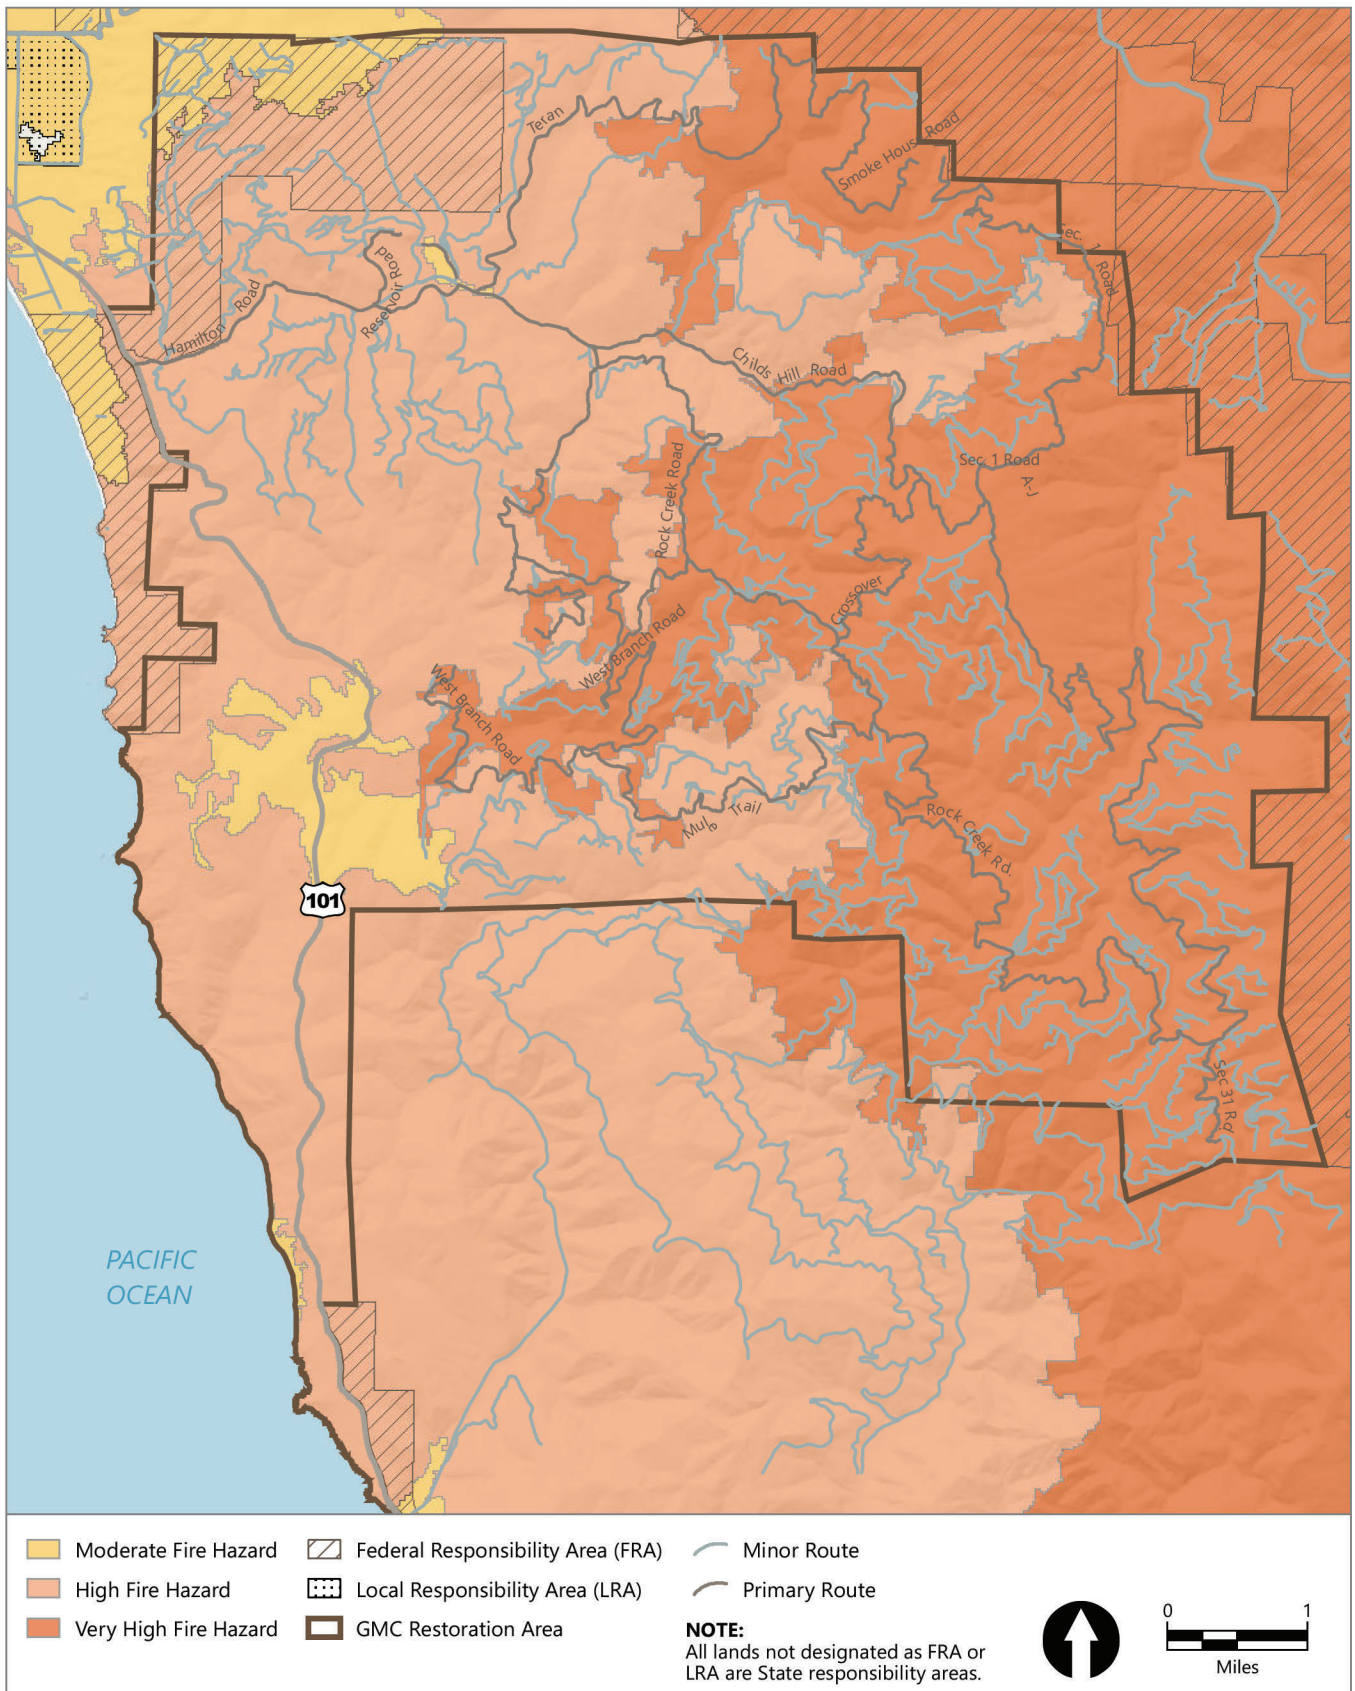 Teran
Smoke House Road
Sec. 1 Road
Reservoir Road
Hamilton Road
Childs Hill Road
Sec. 1 Road
A-J
Rock Creek Road
Crossover
West Branch Road
West Branch Road
Mule Trail
Rock Creek Rd.
101
Sec 31 Rd.
PACIFIC
OCEAN
Moderate Fire Hazard
High Fire Hazard
Very High Fire Hazard
Federal Responsibility Area (FRA)
Local Responsibility Area (LRA)
GMC Restoration Area
Minor Route
Primary Route
NOTE:
All lands not designated as FRA or
LRA are State responsibility areas.
0 1
Miles